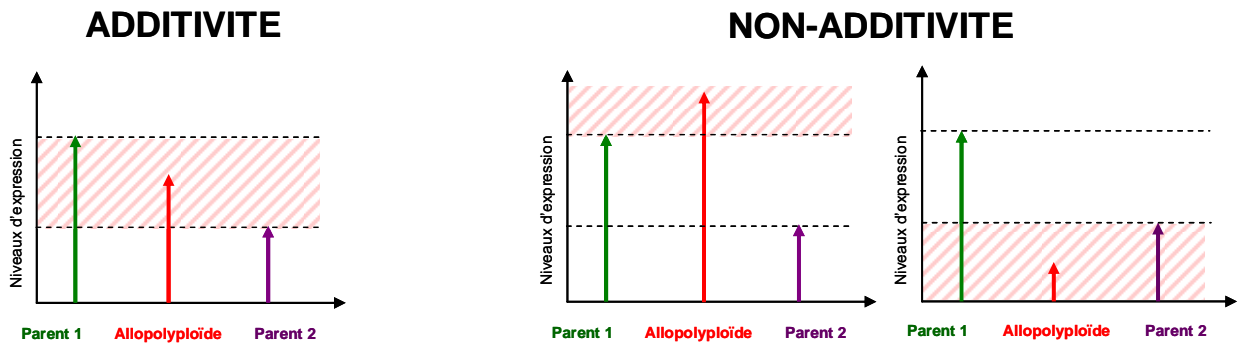 ADDITIVITE
NON-ADDITIVITE
Niveaux d'expression
Parent 1
Allopolyploïde
Parent 2
Niveaux d'expression
Parent 1
Allopolyploïde
Parent 2
Niveaux d'expression
Parent 1
Allopolyploïde
Parent 2